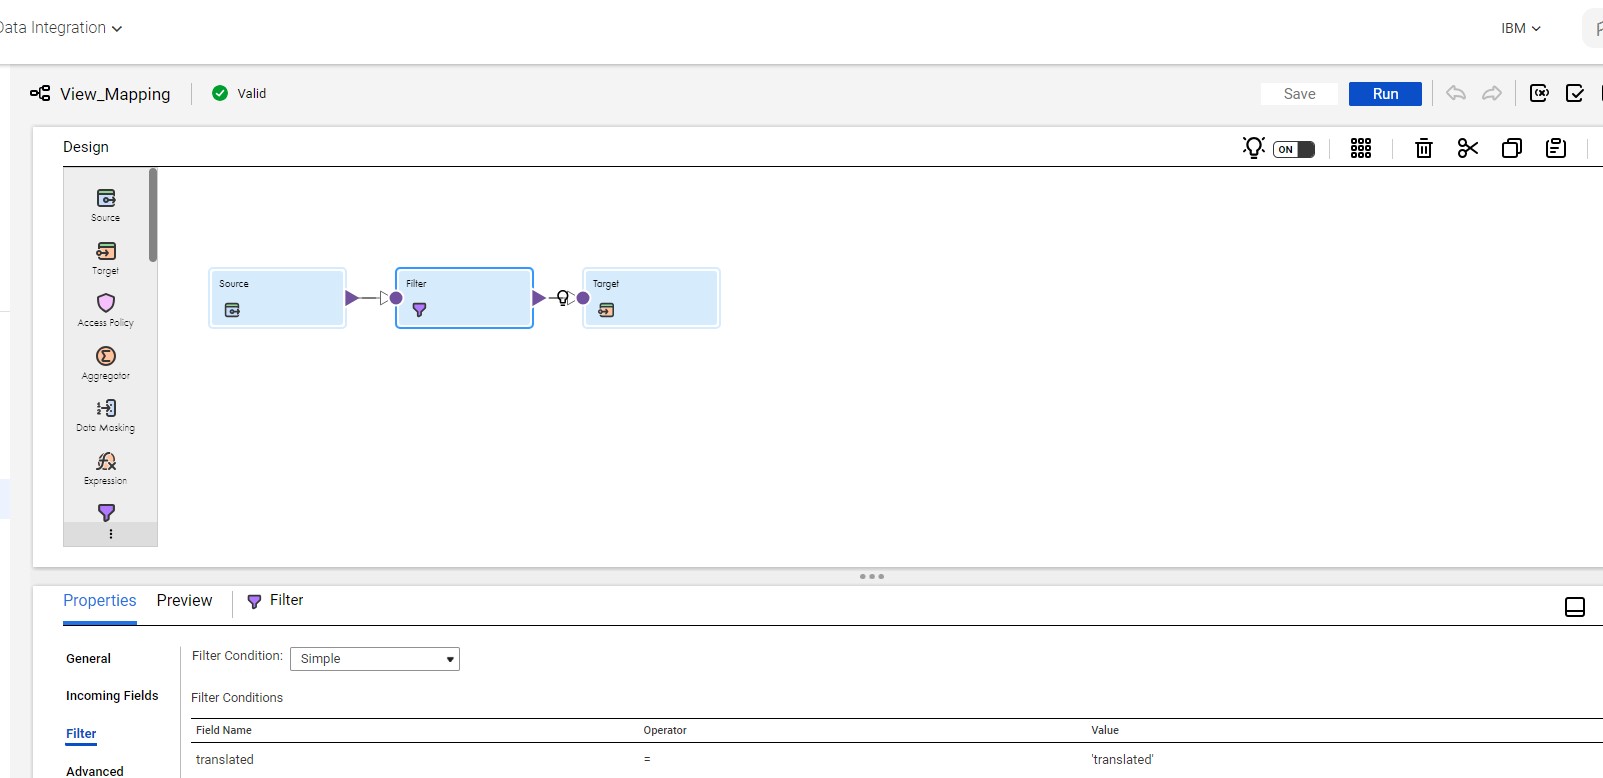 Data Integration
IBM
View_Mapping
Valid
Save
Run
Design
ON
Source
Target
Access Policy
Aggregator
Data Masking
Expression
Source
Filter
Target
Properties
Preview
Filter
General
Incoming Fields
Filter
Advanced
Filter Condition:
Simple
Filter Conditions
Field Name
Operator
Value
translated
=
'translated'